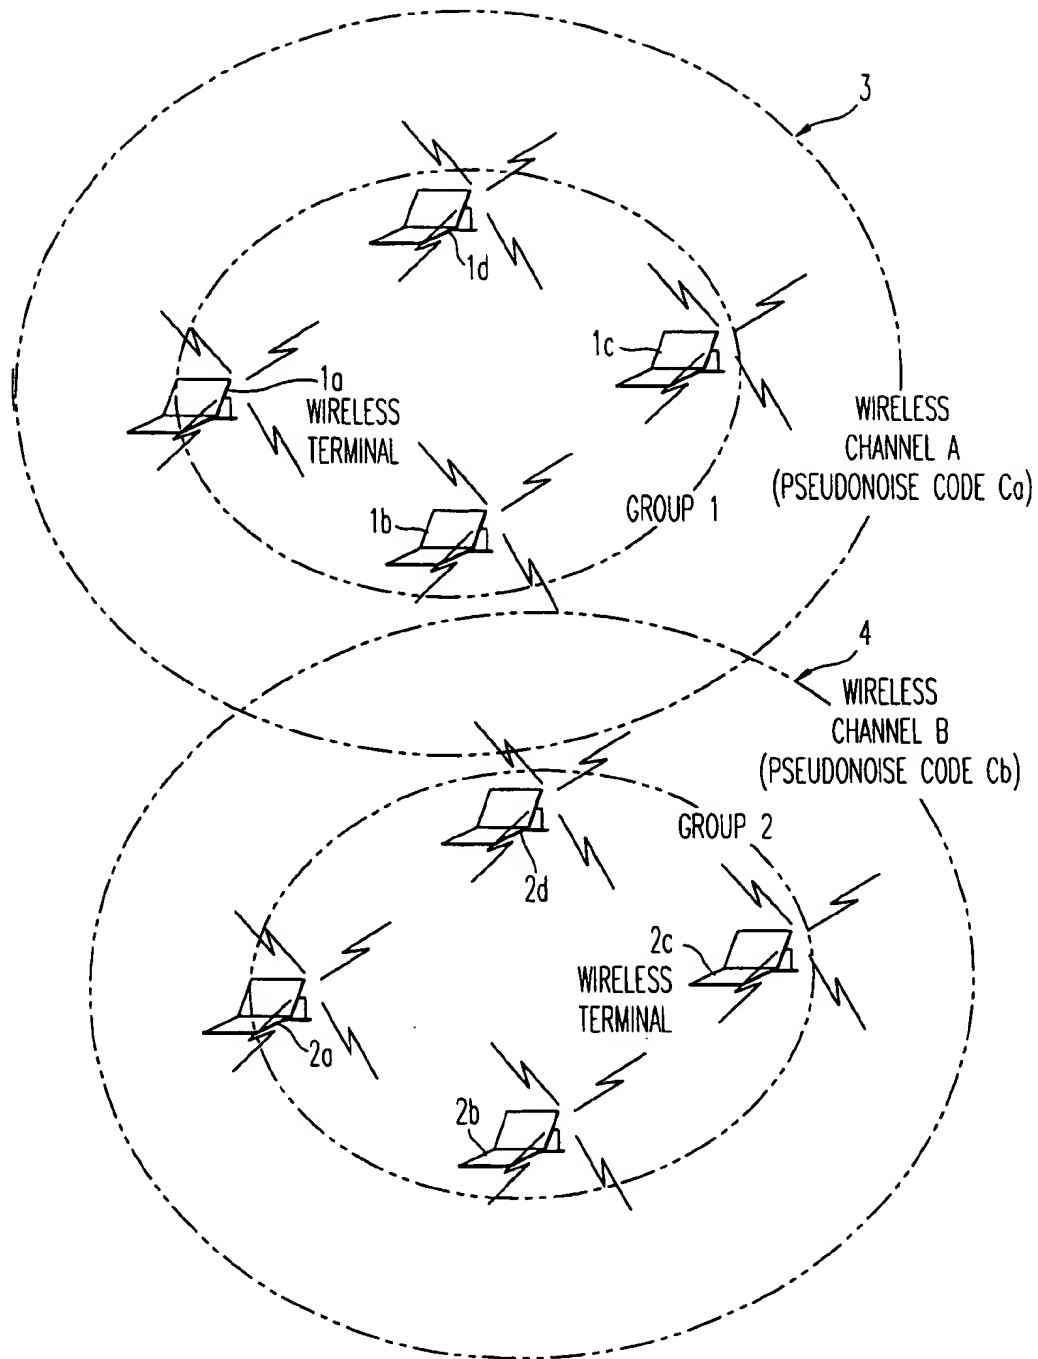 3
1d
1c
1a
WIRELESS
TERMINAL
WIRELESS
CHANNEL A
(PSEUDONOISE CODE Ca)
1b
GROUP 1
4
WIRELESS
CHANNEL B
(PSEUDONOISE CODE Cb)
GROUP 2
2d
2c
WIRELESS
TERMINAL
2a
2b